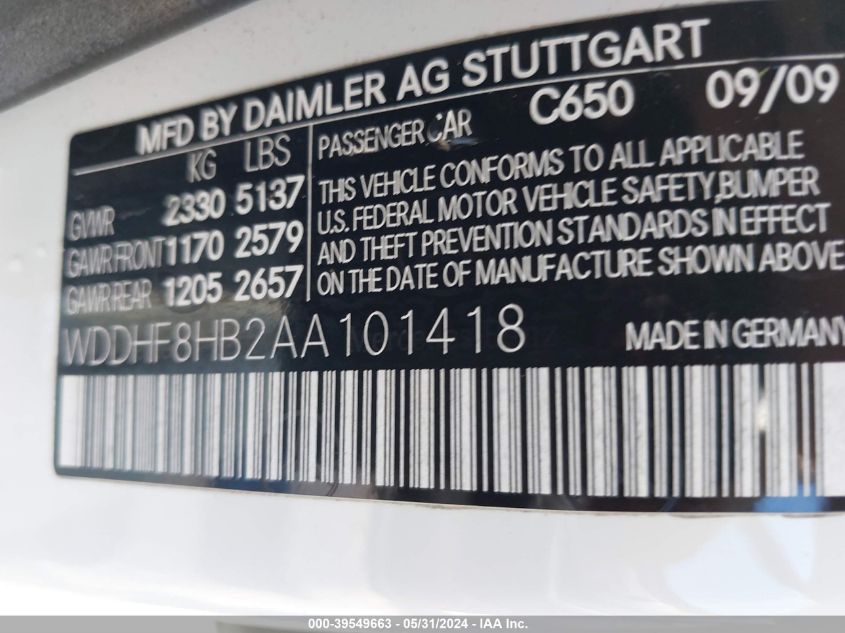 MFD BY DAIMLER AG STUTTGART
KG LBS
GVWR 2330 5137
GAWR FRONT 1170 2579
GAWR REAR 1205 2657
PASSENGER CAR C650 09/09
THIS VEHICLE CONFORMS TO ALL APPLICABLE
U.S. FEDERAL MOTOR VEHICLE SAFETY, BUMPER
AND THEFT PREVENTION STANDARDS IN EFFECT
ON THE DATE OF MANUFACTURE SHOWN ABOVE
WDDHF8HB2AA101418 MADE IN GERMANY
000-39549663 - 05/31/2024 - IAA Inc.